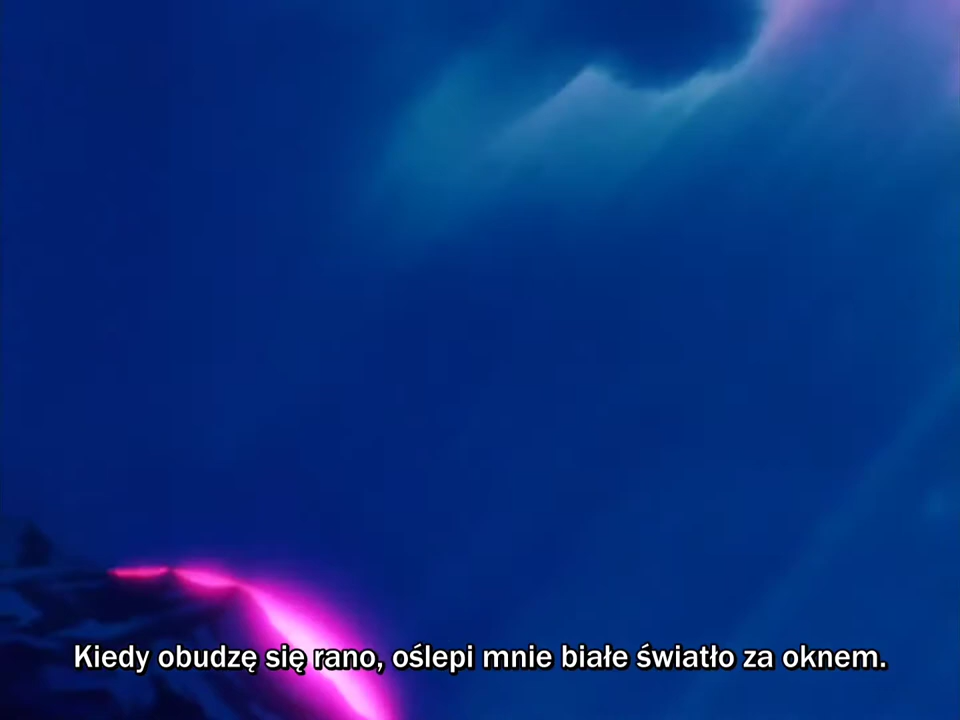 Kiedy obudzę się rano, oślepi mnie białe światło za oknem.